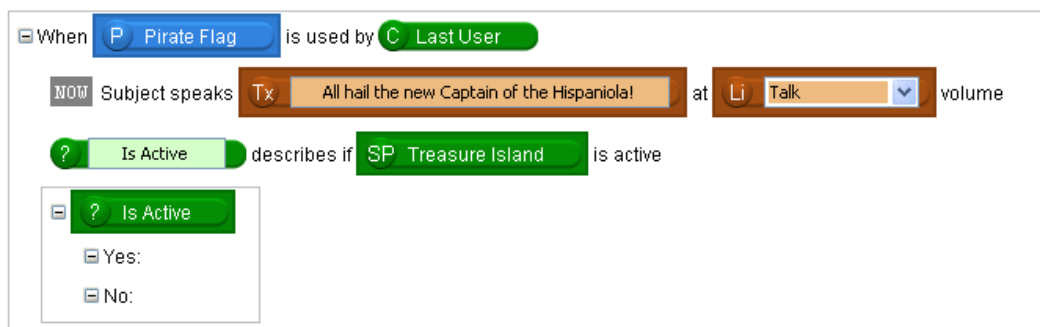 When P Pirate Flag is used by C Last User
NOW Subject speaks Tx All hail the new Captain of the Hispaniola! at Li Talk volume
? Is Active describes if SP Treasure Island is active
? Is Active
Yes:
No: